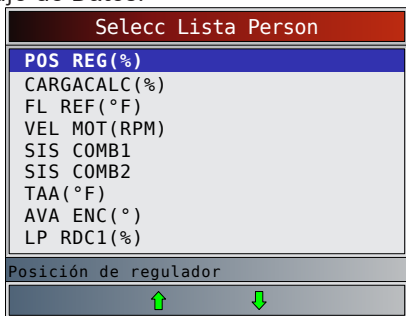 Selecc Lista Person
POS REG(%)
CARGACALC(%)
FL REF(°F)
VEL MOT(RPM)
SIS COMB1
SIS COMB2
TAA(°F)
AVA ENC(°)
LP RDC1(%)
Posición de regulador